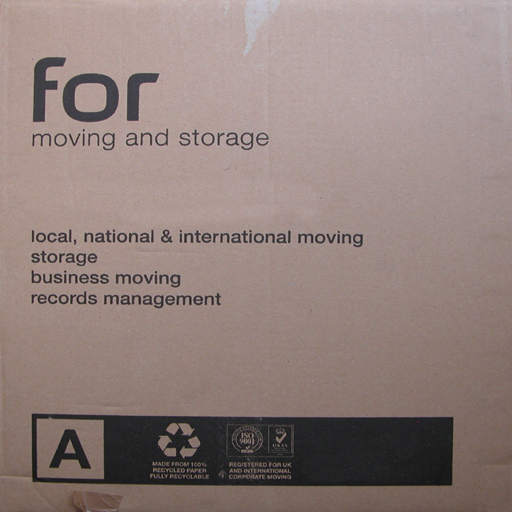 for
moving and storage
local, national & international moving
storage
business moving
records management
A
MADE FROM 100%
RECYCLED PAPER
FULLY RECYCLABLE
ISO
9001
REGISTERED FOR UK
AND INTERNATIONAL
CORPORATE MOVING